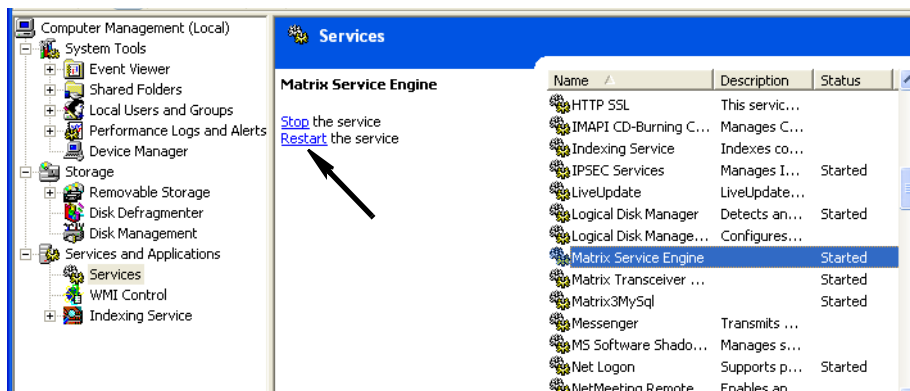 Computer Management (Local)
System Tools
Event Viewer
Shared Folders
Local Users and Groups
Performance Logs and Alerts
Device Manager
Storage
Removable Storage
Disk Defragmenter
Disk Management
Services and Applications
Services
WMI Control
Indexing Service
Services
Matrix Service Engine
Stop the service
Restart the service
Name Description Status
HTTP SSL This servic...
IMAPI CD-Burning C... Manages C...
Indexing Service Indexes co...
IPSEC Services Manages I... Started
LiveUpdate LiveUpdate...
Logical Disk Manager Detects an... Started
Logical Disk Manage... Configures...
Matrix Service Engine Started
Matrix Transceiver ... Started
Matrix3MySql Started
Messenger Transmits ...
MS Software Shado... Manages s...
Net Logon Supports p... Started
NetMeeting Remote Enables an